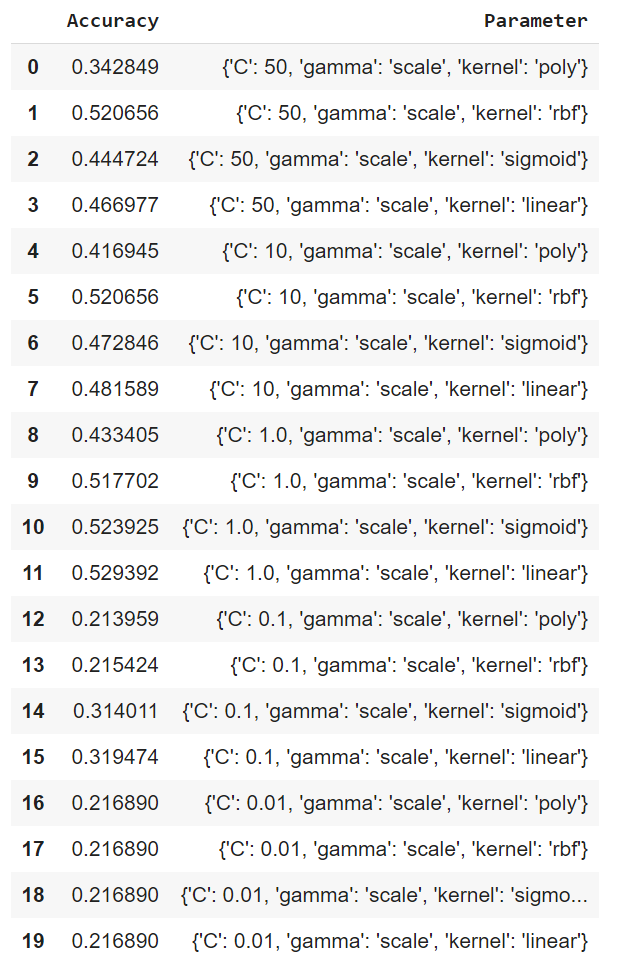 Accuracy Parameter
0 0.342849 {'C': 50, 'gamma': 'scale', 'kernel': 'poly'}
1 0.520656 {'C': 50, 'gamma': 'scale', 'kernel': 'rbf'}
2 0.444724 {'C': 50, 'gamma': 'scale', 'kernel': 'sigmoid'}
3 0.466977 {'C': 50, 'gamma': 'scale', 'kernel': 'linear'}
4 0.416945 {'C': 10, 'gamma': 'scale', 'kernel': 'poly'}
5 0.520656 {'C': 10, 'gamma': 'scale', 'kernel': 'rbf'}
6 0.472846 {'C': 10, 'gamma': 'scale', 'kernel': 'sigmoid'}
7 0.481589 {'C': 10, 'gamma': 'scale', 'kernel': 'linear'}
8 0.433405 {'C': 1.0, 'gamma': 'scale', 'kernel': 'poly'}
9 0.517702 {'C': 1.0, 'gamma': 'scale', 'kernel': 'rbf'}
10 0.523925 {'C': 1.0, 'gamma': 'scale', 'kernel': 'sigmoid'}
11 0.529392 {'C': 1.0, 'gamma': 'scale', 'kernel': 'linear'}
12 0.213959 {'C': 0.1, 'gamma': 'scale', 'kernel': 'poly'}
13 0.215424 {'C': 0.1, 'gamma': 'scale', 'kernel': 'rbf'}
14 0.314011 {'C': 0.1, 'gamma': 'scale', 'kernel': 'sigmoid'}
15 0.319474 {'C': 0.1, 'gamma': 'scale', 'kernel': 'linear'}
16 0.216890 {'C': 0.01, 'gamma': 'scale', 'kernel': 'poly'}
17 0.216890 {'C': 0.01, 'gamma': 'scale', 'kernel': 'rbf'}
18 0.216890 {'C': 0.01, 'gamma': 'scale', 'kernel': 'sigmo...
19 0.216890 {'C': 0.01, 'gamma': 'scale', 'kernel': 'linear'}